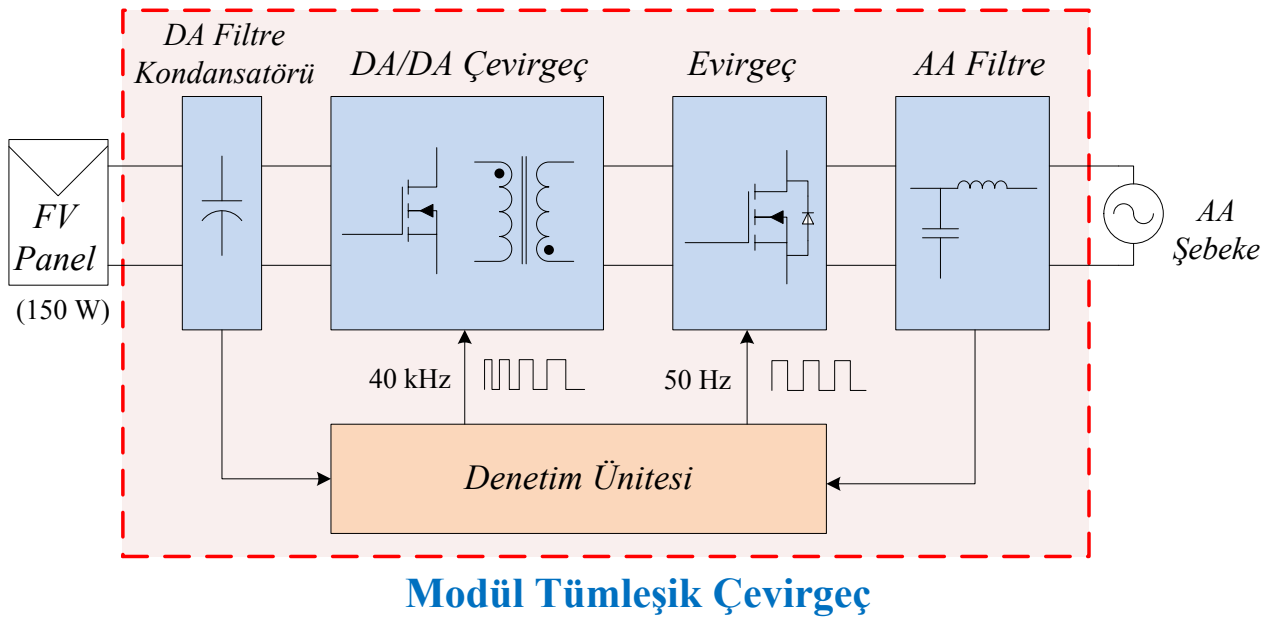 DA Filtre
Kondansatörü
DA/DA Çevirgeç
Evirgeç
AA Filtre
FV
Panel
(150 W)
AA
Şebeke
40 kHz
50 Hz
Denetim Ünitesi
Modül Tümleşik Çevirgeç